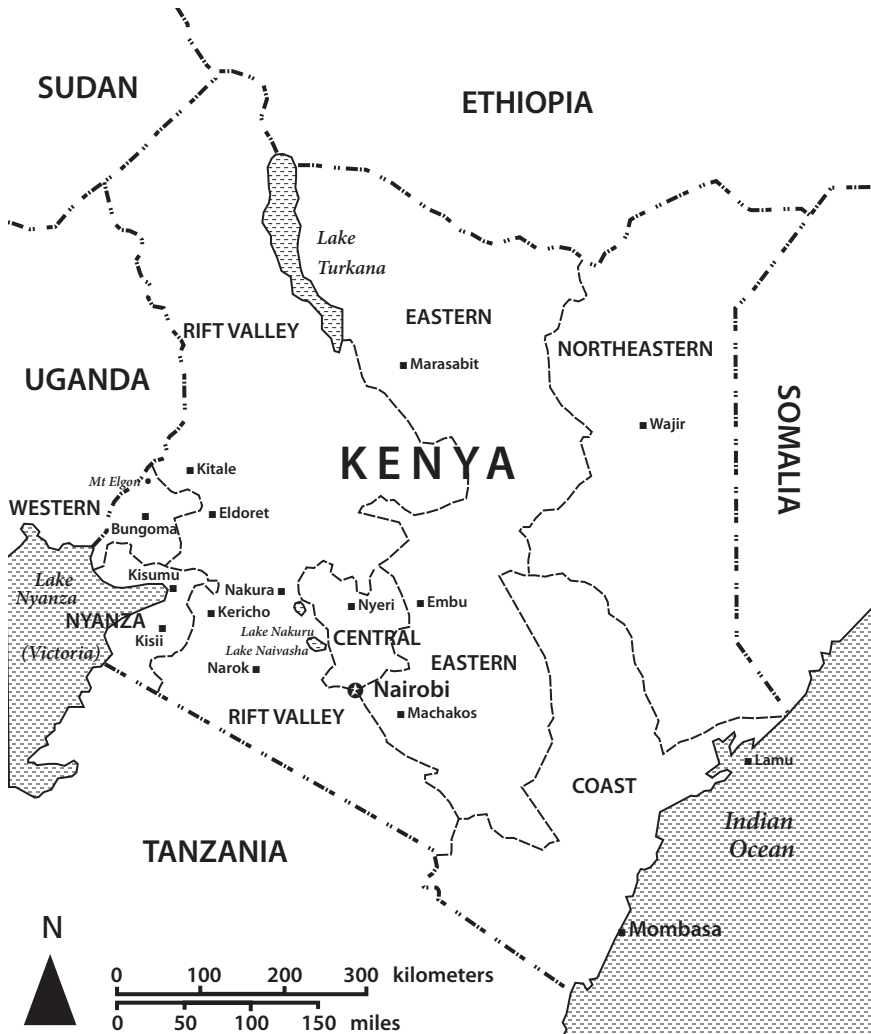 SUDAN
ETHIOPIA
Lake
Turkana
EASTERN
RIFT VALLEY
NORTHEASTERN
Marasabit
UGANDA
SOMALIA
Wajir
KENYA
Kitale
Mt Elgon
WESTERN
Eldoret
Bungoma
Kisumu
Lake
Nyanza
Nakura
Nyeri
Embu
Kericho
NYANZA
Lake Nakuru
CENTRAL
Kisii
Lake Naivasha
(Victoria)
EASTERN
Narok
Nairobi
RIFT VALLEY
Machakos
Lamu
COAST
Indian
Ocean
TANZANIA
N
Mombasa
0 100 200 300 kilometers
0 50 100 150 miles